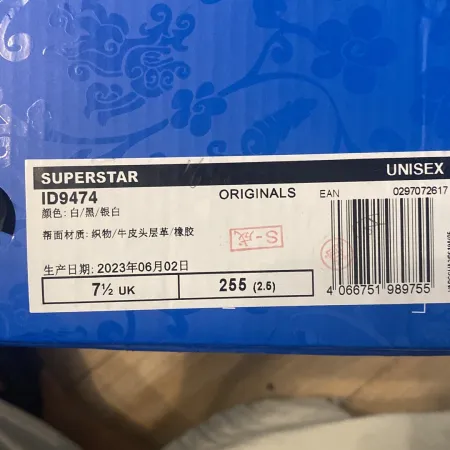 SUPERSTAR UNISEX
ID9474 ORIGINALS EAN 0297072617
颜色: 白/黑/银白
帮面材质: 织物/牛皮头层革/橡胶
S-
生产日期: 2023年06月02日
7½ UK 255 (2.5)
4 066751 989755